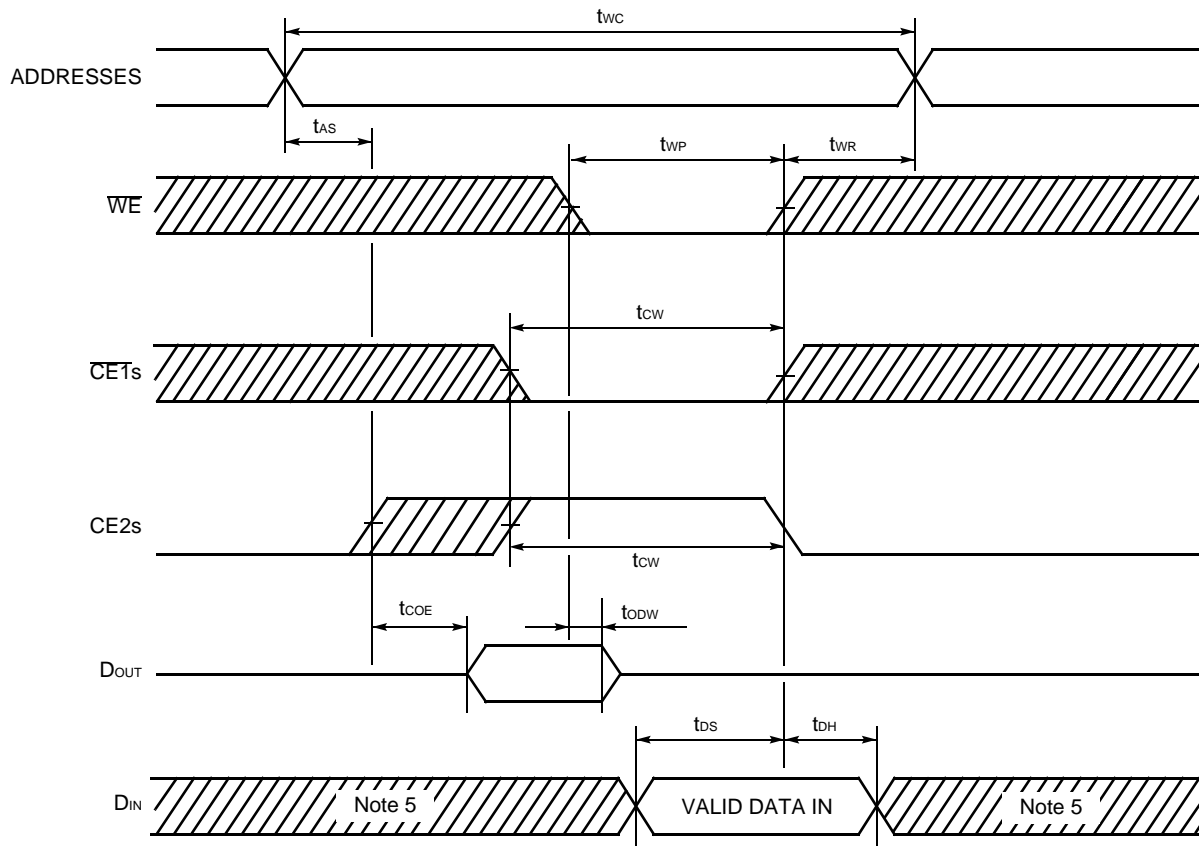 tWC
ADDRESSES
tAS
tWP
tWR
WE
tCW
CE1s
CE2s
tCW
tCOE
tODW
DOUT
tDS
tDH
DIN
Note 5
VALID DATA IN
Note 5